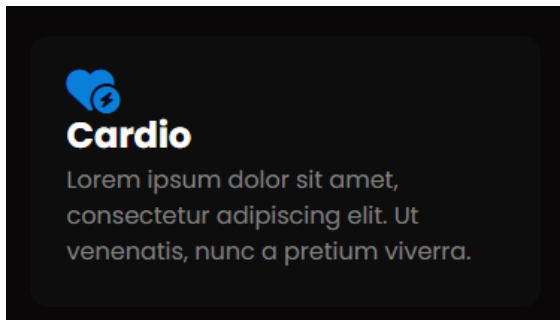 Cardio
Lorem ipsum dolor sit amet,
consectetur adipiscing elit. Ut
venenatis, nunc a pretium viverra.